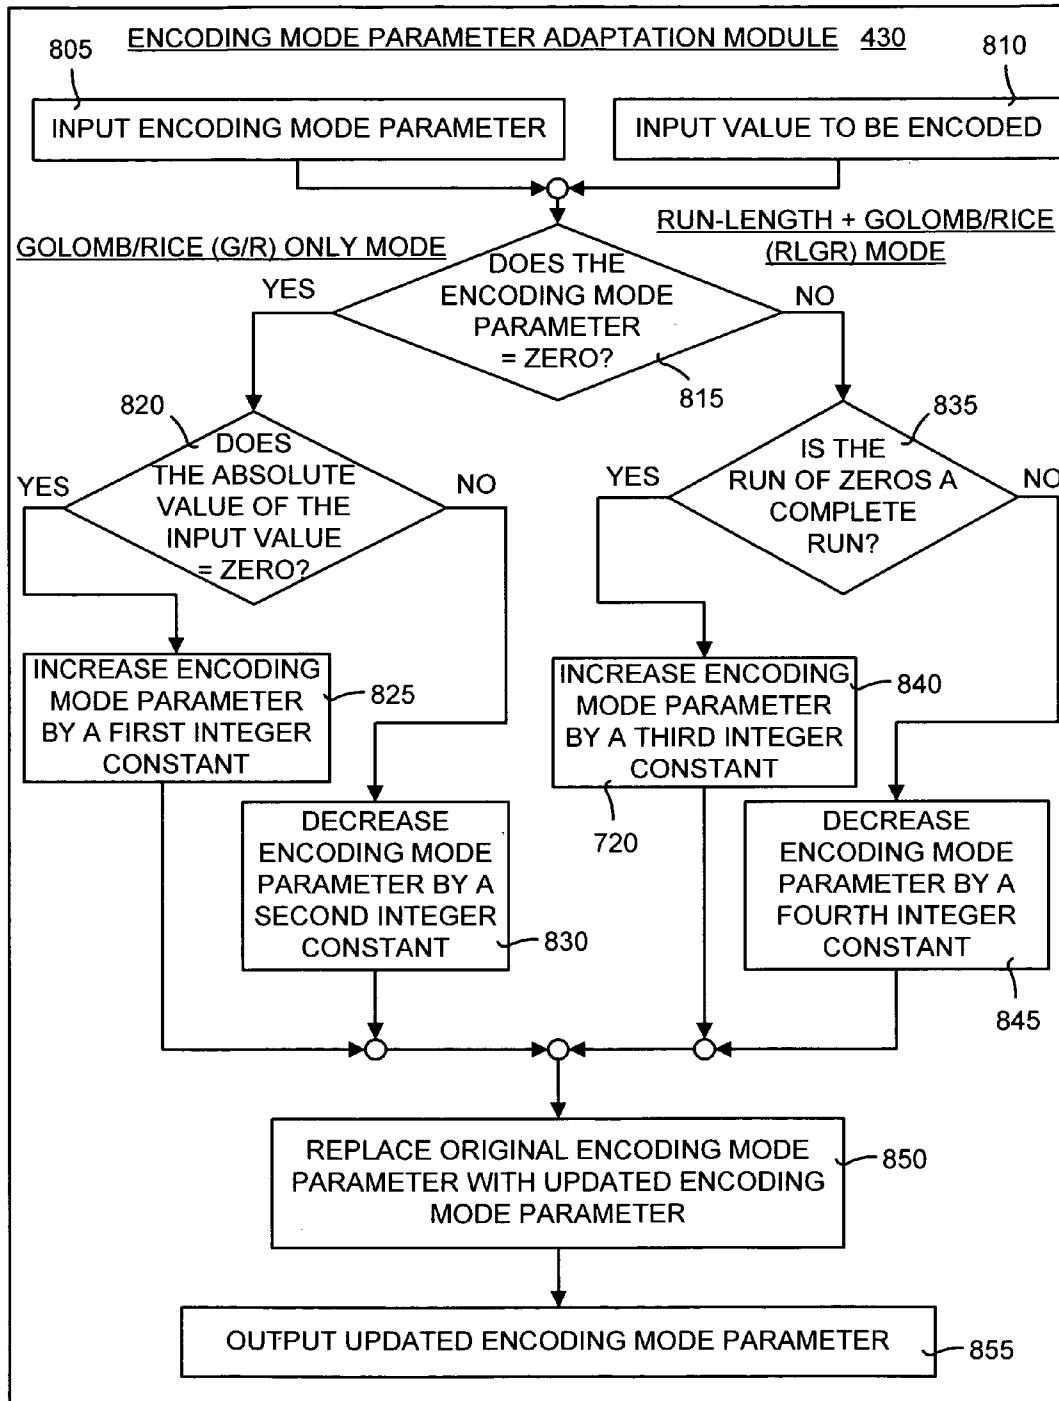 ENCODING MODE PARAMETER ADAPTATION MODULE 430
805
810
INPUT ENCODING MODE PARAMETER
INPUT VALUE TO BE ENCODED
GOLOMB/RICE (G/R) ONLY MODE
RUN-LENGTH + GOLOMB/RICE
(RLGR) MODE
YES
DOES THE
ENCODING MODE
PARAMETER
= ZERO?
NO
815
820
DOES
THE ABSOLUTE
VALUE OF THE
INPUT VALUE
= ZERO?
YES
NO
835
IS THE
RUN OF ZEROS A
COMPLETE
RUN?
YES
NO
INCREASE ENCODING
MODE PARAMETER
BY A FIRST INTEGER
CONSTANT
825
INCREASE ENCODING
MODE PARAMETER
BY A THIRD INTEGER
CONSTANT
840
720
DECREASE
ENCODING MODE
PARAMETER BY A
SECOND INTEGER
CONSTANT
830
DECREASE
ENCODING MODE
PARAMETER BY A
FOURTH INTEGER
CONSTANT
845
REPLACE ORIGINAL ENCODING MODE
PARAMETER WITH UPDATED ENCODING
MODE PARAMETER
850
OUTPUT UPDATED ENCODING MODE PARAMETER
855